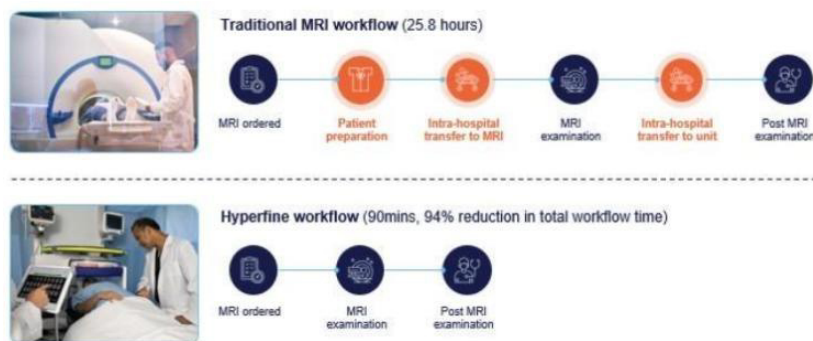 Traditional MRI workflow (25.8 hours)
MRI ordered
Patient
preparation
Intra-hospital
transfer to MRI
MRI
examination
Intra-hospital
transfer to unit
Post MRI
examination
Hyperfine workflow (90mins, 94% reduction in total workflow time)
MRI ordered
MRI
examination
Post MRI
examination